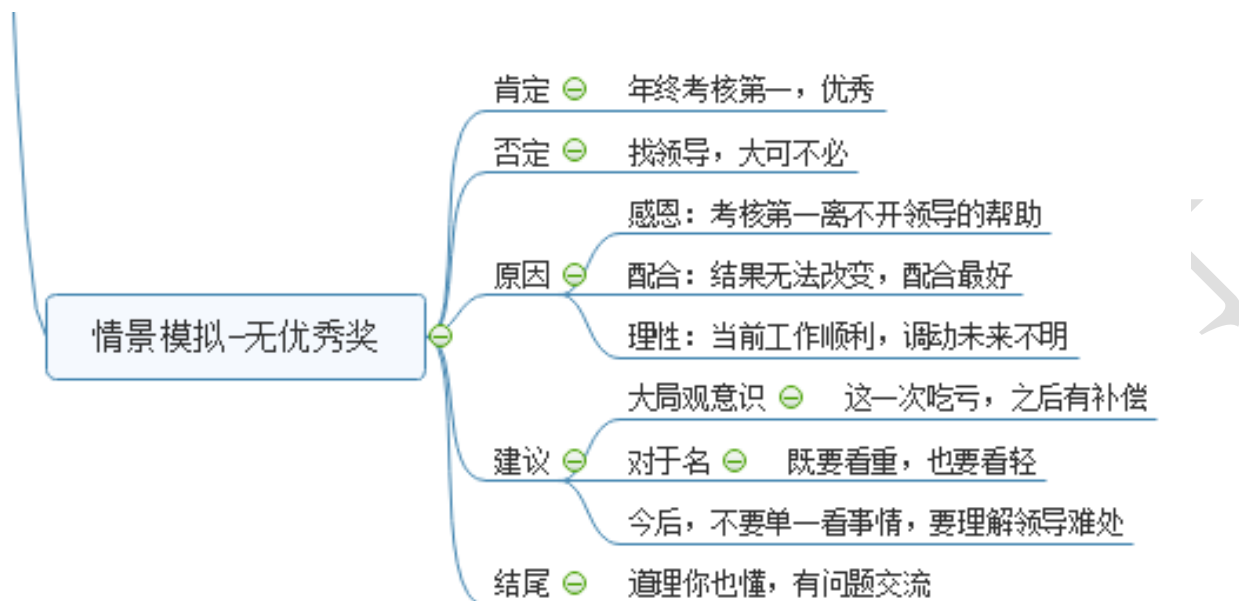 肯定 年终考核第一，优秀
否定 找领导，大可不必
感恩：考核第一离不开领导的帮助
原因 配合：结果无法改变，配合最好
情景模拟-无优秀奖
理性：当前工作顺利，调动未来不明
大局观意识 这一次吃亏，之后有补偿
建议 对于名 既要看重，也要看轻
今后，不要单一看事情，要理解领导难处
结尾 道理你也懂，有问题交流